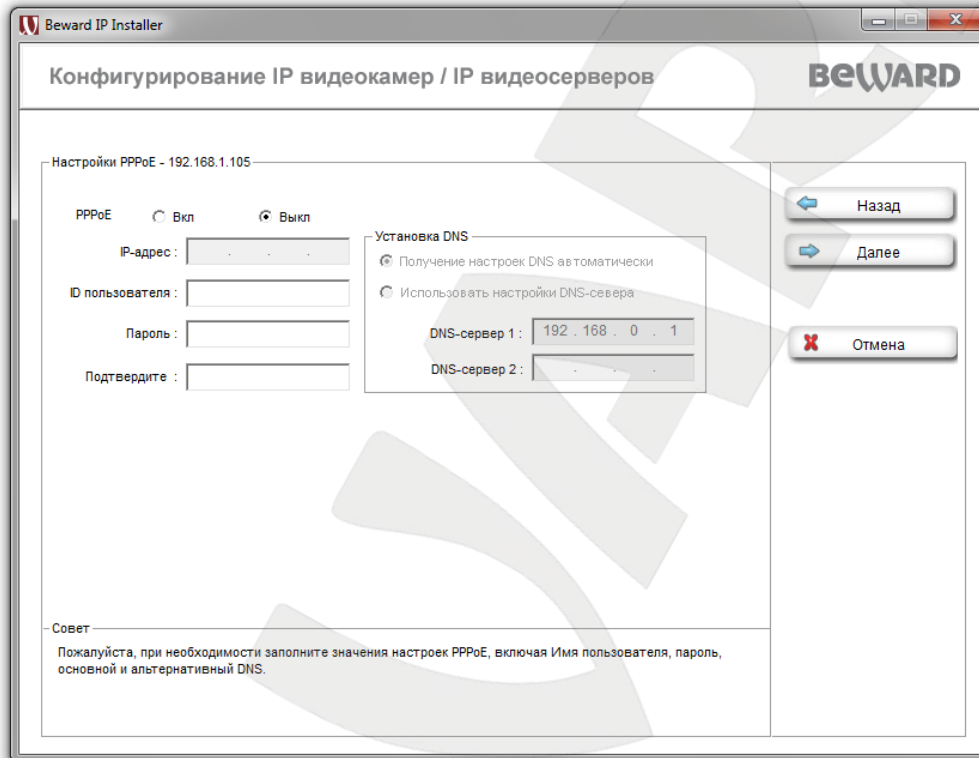 Beward IP Installer
Конфигурирование IP видеокамер / IP видеосерверов
BEWARD
Настройки PPPoE - 192.168.1.105
PPPoE Вкл Выкл
IP-адрес : . . .
ID пользователя :
Пароль :
Подтвердите :
Установка DNS
Получение настроек DNS автоматически
Использовать настройки DNS-севера
DNS-сервер 1 : 192 . 168 . 0 . 1
DNS-сервер 2 : . . .
Назад
Далее
Отмена
Совет
Пожалуйста, при необходимости заполните значения настроек PPPoE, включая Имя пользователя, пароль,
основной и альтернативный DNS.